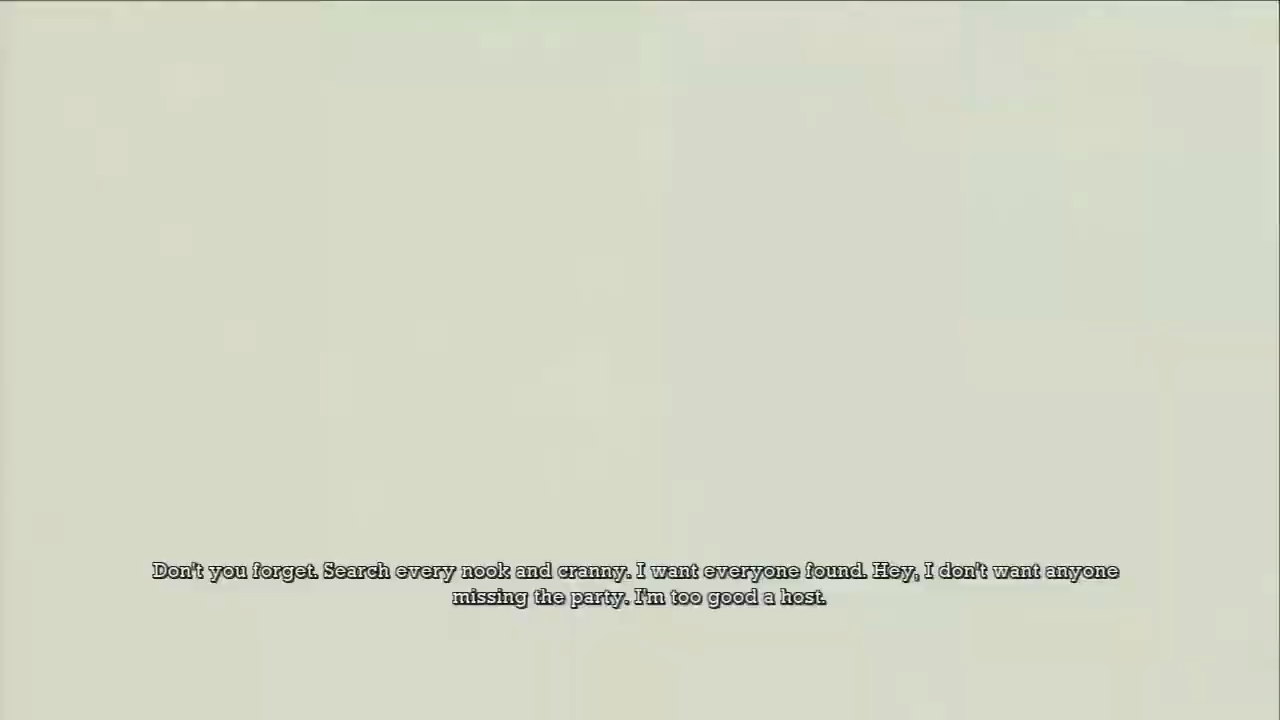 Don't you forget. Search every nook and cranny. I want everyone found. Hey, I don't want anyone
missing the party. I'm too good a host.